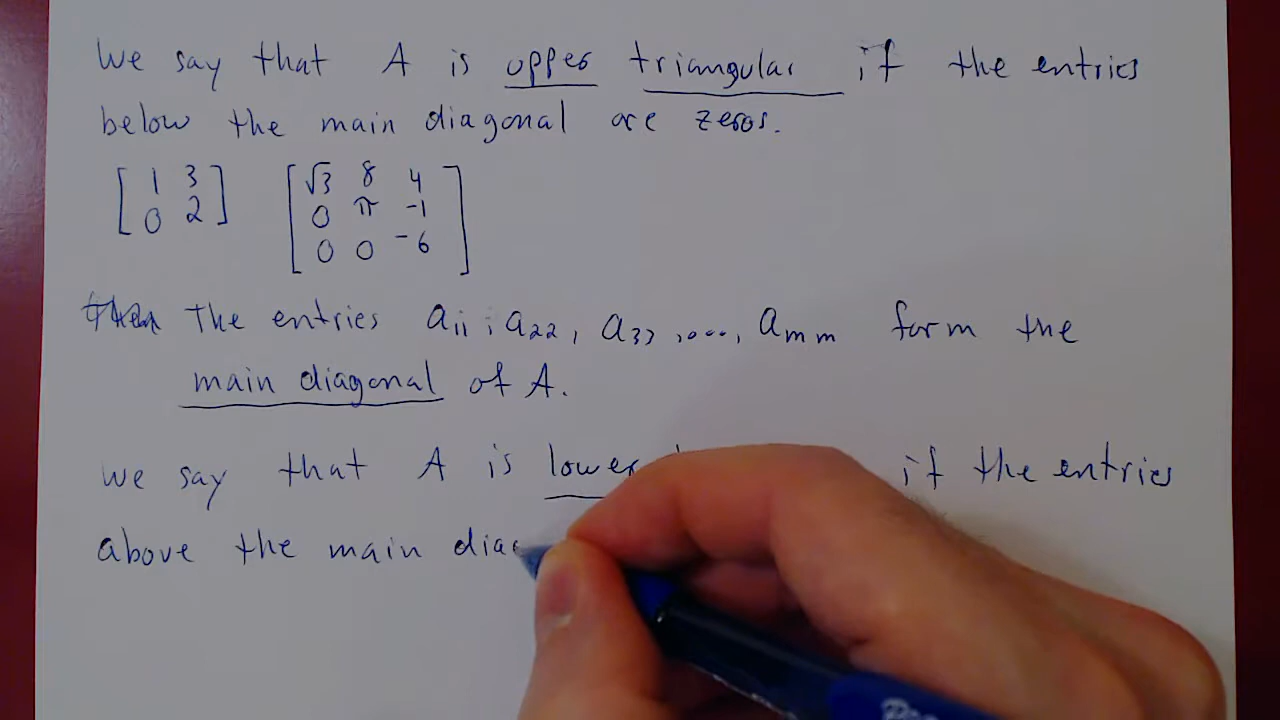 We say that A is upper triangular if the entries
below the main diagonal are zeros.
[ 1 3 ] [ √3 8 4 ]
[ 0 2 ] [ 0 π -1 ]
[ 0 0 -6 ]
The entries a11, a22, a33, ..., amm form the
main diagonal of A.
We say that A is lower if the entries
above the main